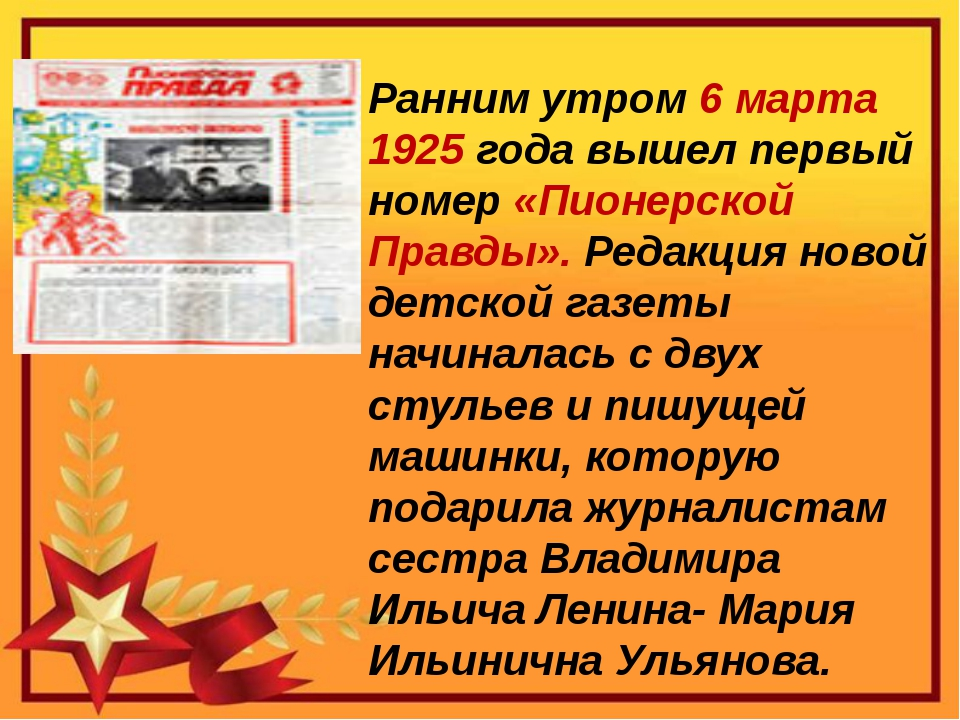 Пионерская
ПРАВДА
Ранним утром 6 марта
1925 года вышел первый
номер «Пионерской
Правды». Редакция новой
детской газеты
начиналась с двух
стульев и пишущей
машинки, которую
подарила журналистам
сестра Владимира
Ильича Ленина- Мария
Ильинична Ульянова.